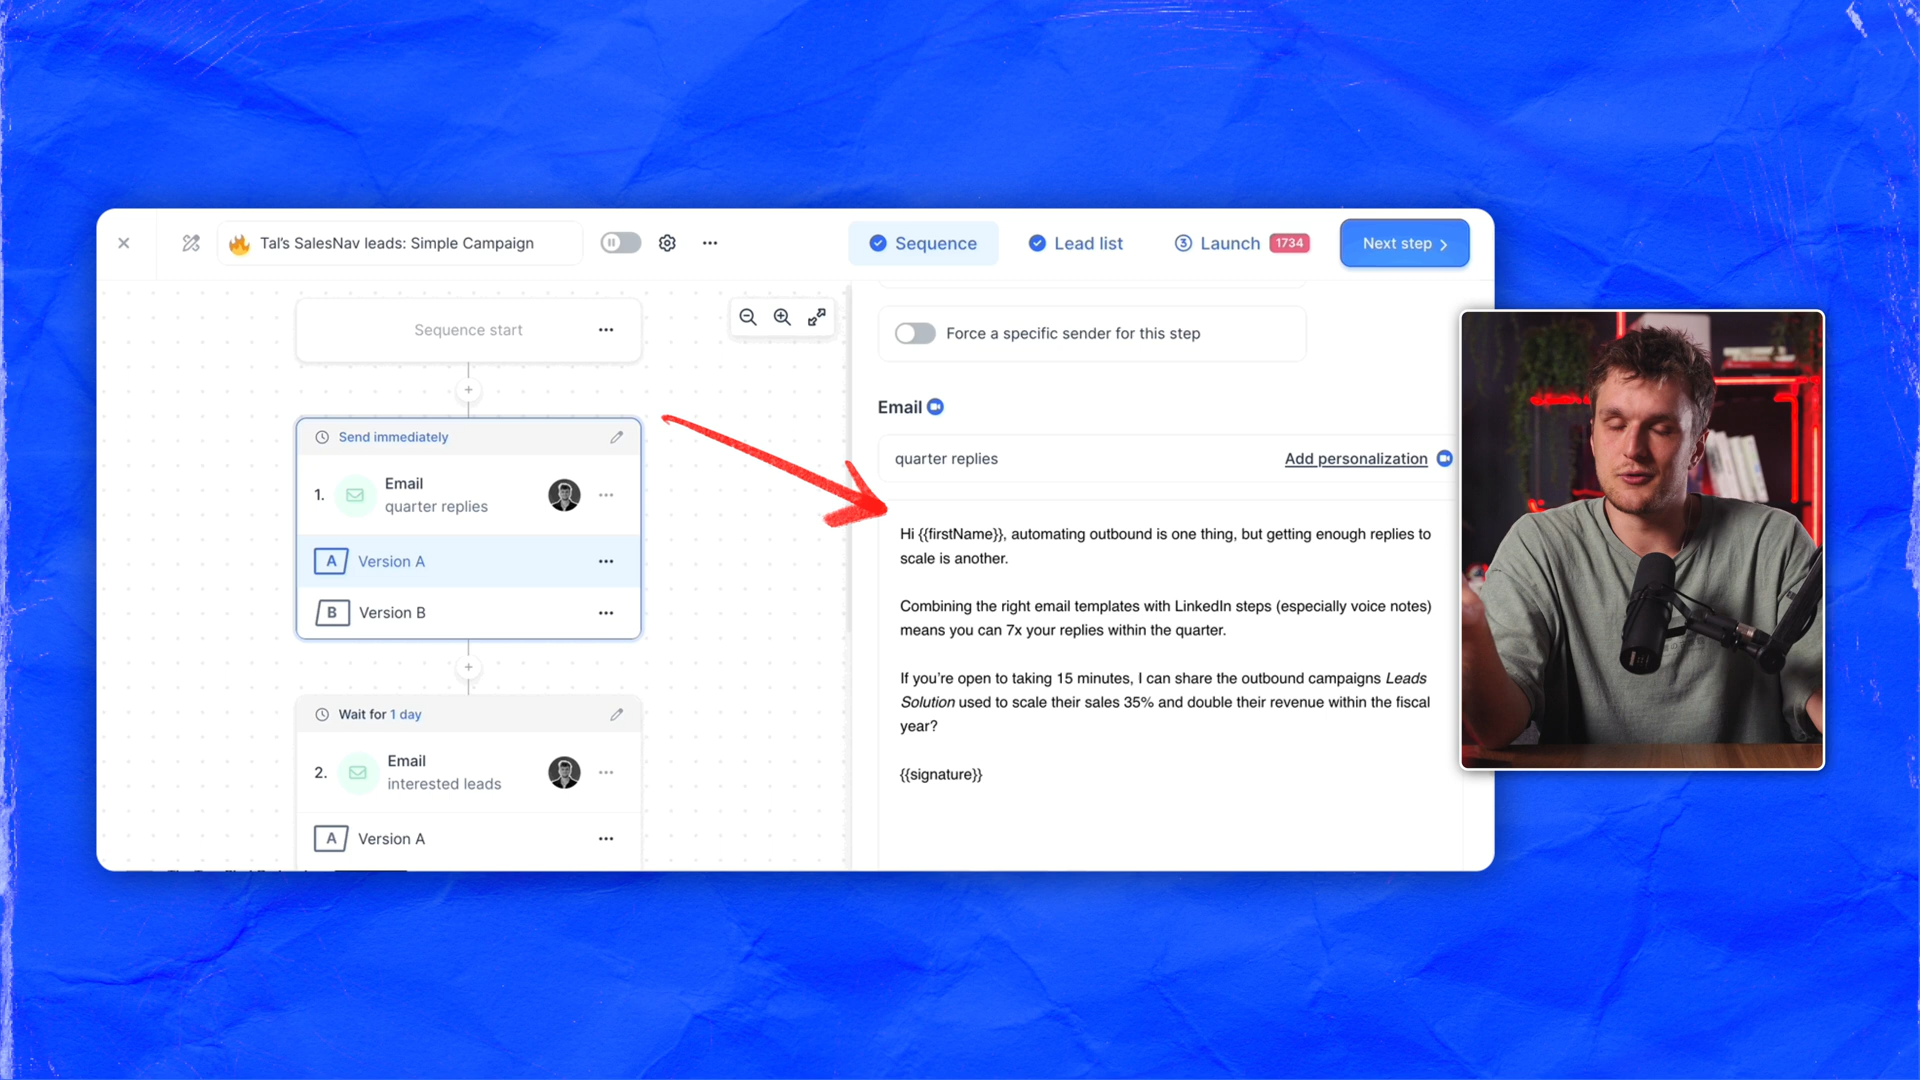 Tal's SalesNav leads: Simple Campaign
Sequence
Lead list
3 Launch 1734
Next step
Sequence start
Send immediately
1. Email
quarter replies
A Version A
B Version B
Wait for 1 day
2. Email
interested leads
A Version A
Force a specific sender for this step
Email
quarter replies
Add personalization
Hi {{firstName}}, automating outbound is one thing, but getting enough replies to
scale is another.
Combining the right email templates with LinkedIn steps (especially voice notes)
means you can 7x your replies within the quarter.
If you’re open to taking 15 minutes, I can share the outbound campaigns Leads
Solution used to scale their sales 35% and double their revenue within the fiscal
year?
{{signature}}